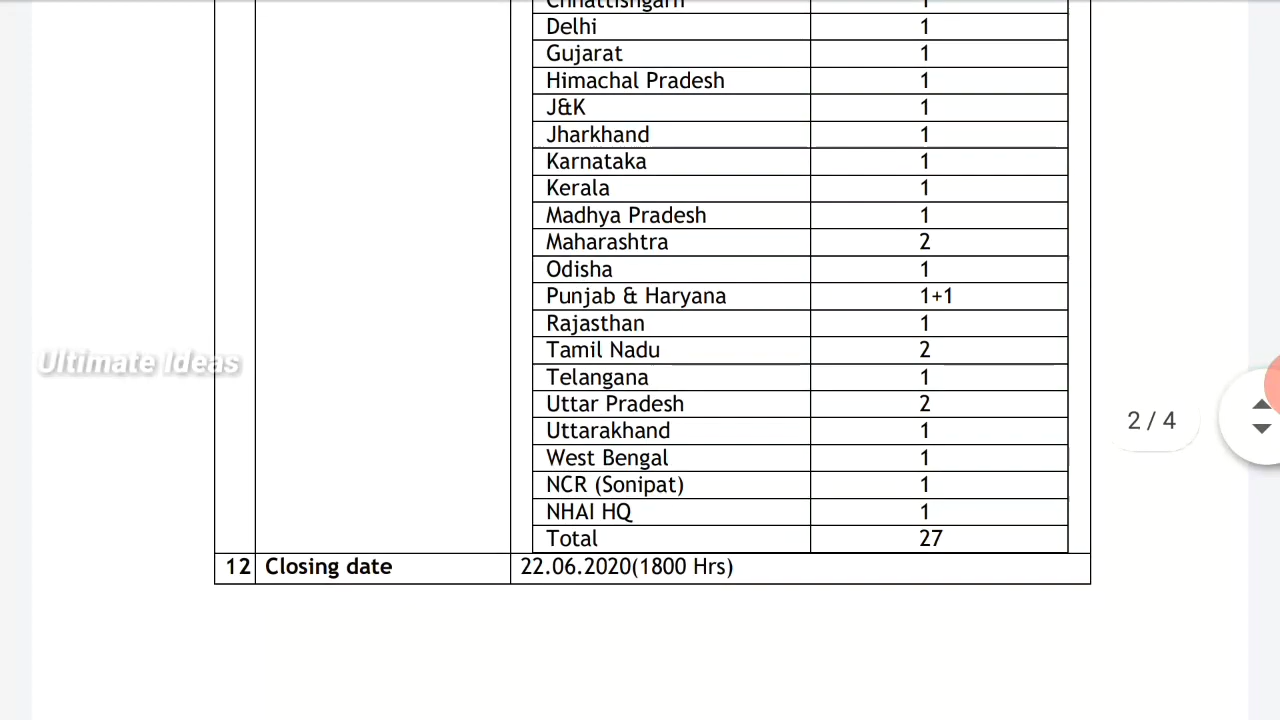 Chhattishgarh 1
Delhi 1
Gujarat 1
Himachal Pradesh 1
J&K 1
Jharkhand 1
Karnataka 1
Kerala 1
Madhya Pradesh 1
Maharashtra 2
Odisha 1
Punjab & Haryana 1+1
Rajasthan 1
Tamil Nadu 2
Telangana 1
Uttar Pradesh 2
Uttarakhand 1
West Bengal 1
NCR (Sonipat) 1
NHAI HQ 1
Total 27
12 Closing date 22.06.2020(1800 Hrs)
Ultimate Ideas
2 / 4